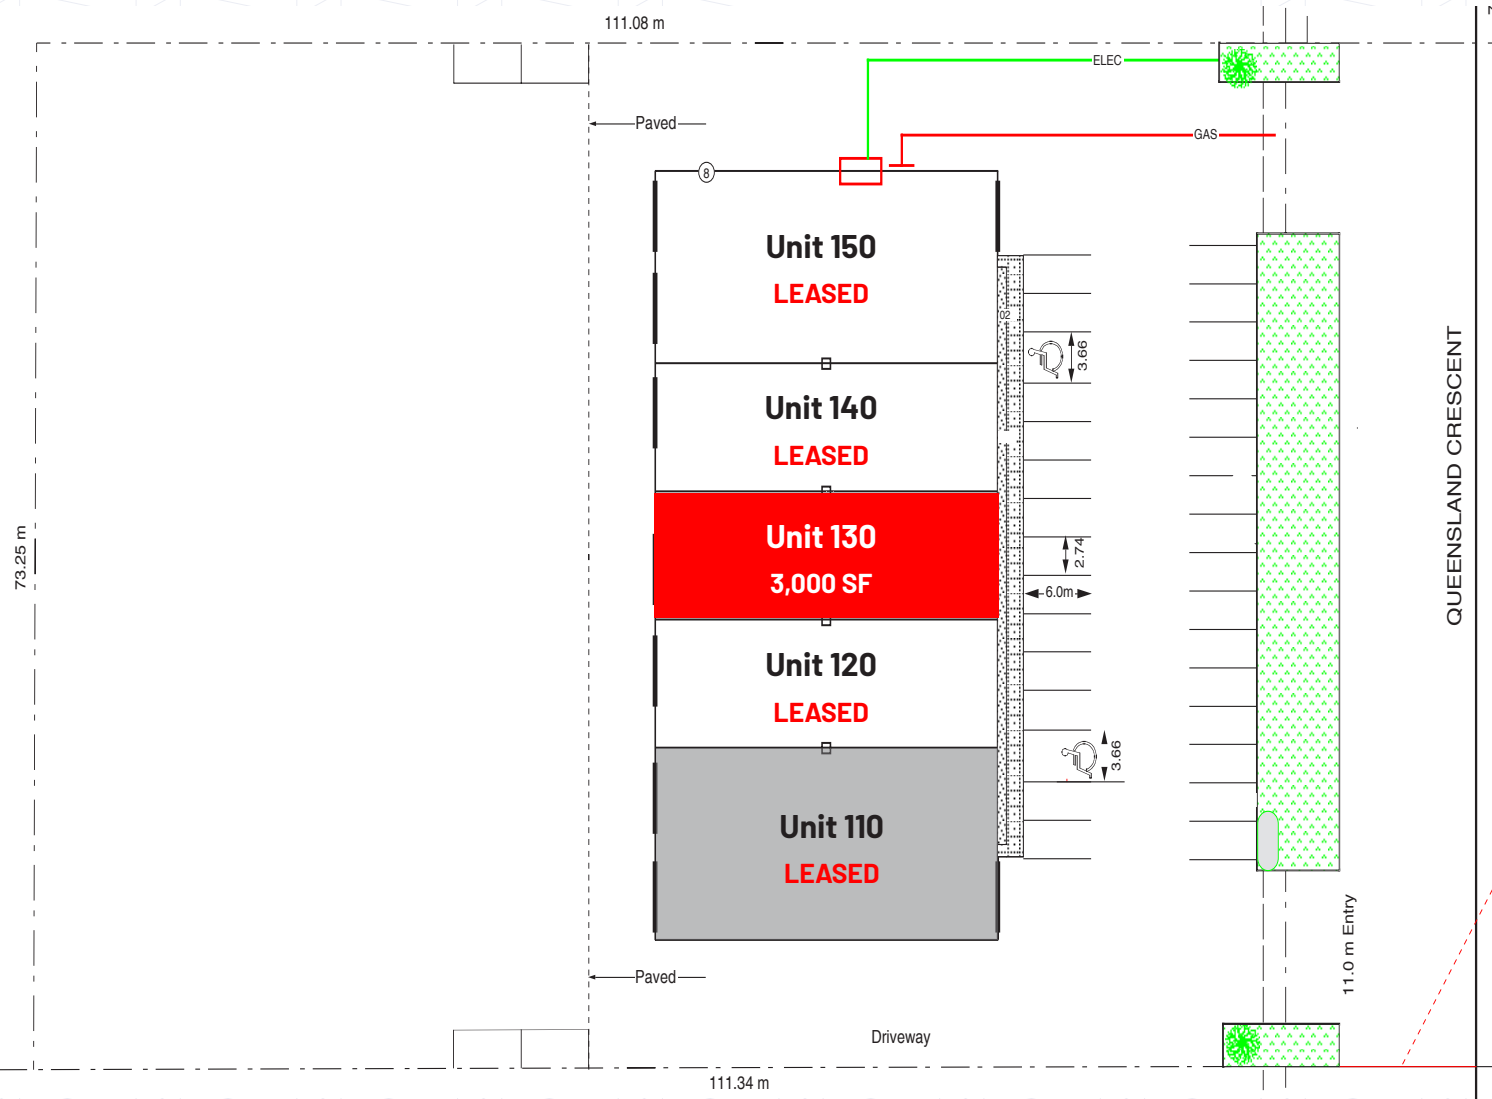 111.08 m
ELEC
Paved
GAS
8
Unit 150
LEASED
02
3.66
Unit 140
LEASED
QUEENSLAND CRESCENT
73.25 m
Unit 130
3,000 SF
2.74
6.0m
Unit 120
LEASED
3.66
Unit 110
LEASED
11.0 m Entry
Paved
Driveway
111.34 m